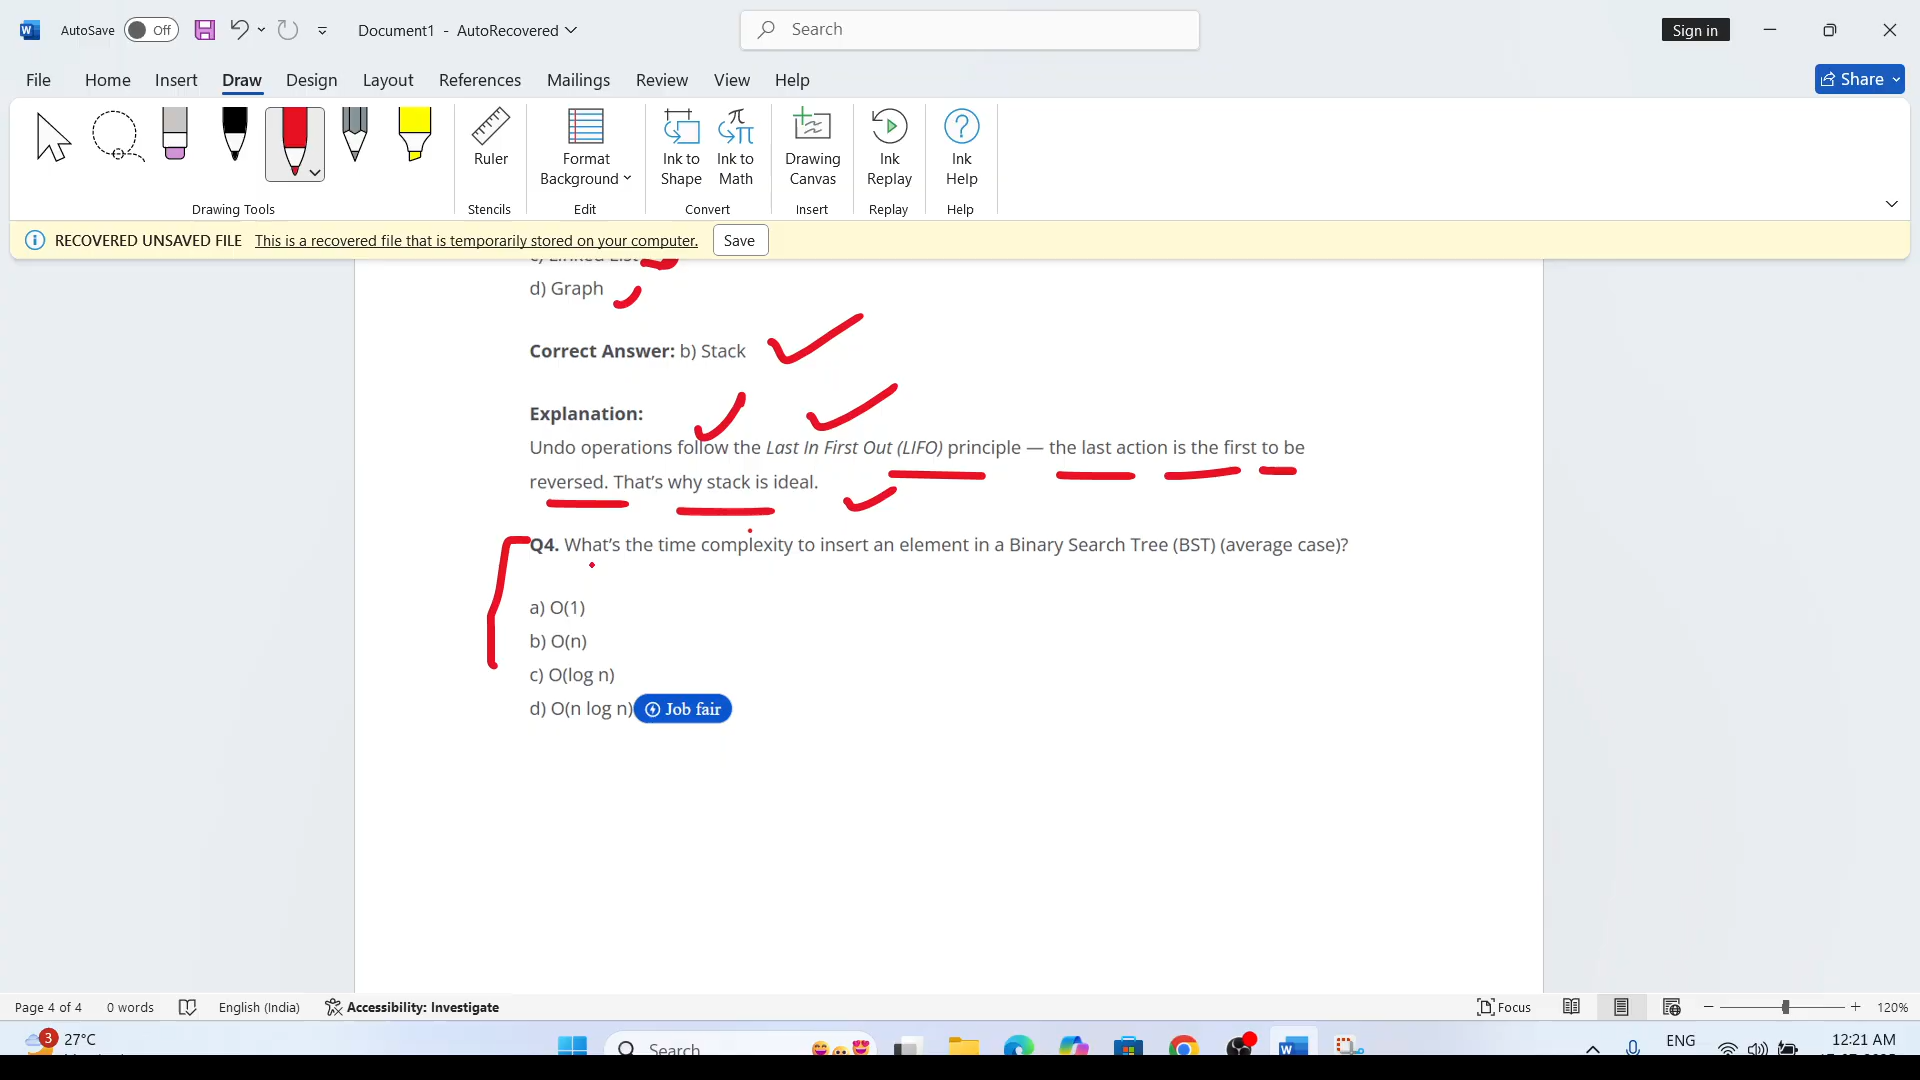 AutoSave Off Document1 - AutoRecovered Search Sign in
File Home Insert Draw Design Layout References Mailings Review View Help Share
Ruler Format Background Ink to Shape Ink to Math Drawing Canvas Ink Replay Ink Help
Drawing Tools Stencils Edit Convert Insert Replay Help
RECOVERED UNSAVED FILE This is a recovered file that is temporarily stored on your computer. Save
c) Linked List
d) Graph
Correct Answer: b) Stack
Explanation:
Undo operations follow the Last In First Out (LIFO) principle — the last action is the first to be
reversed. That's why stack is ideal.
Q4. What's the time complexity to insert an element in a Binary Search Tree (BST) (average case)?
a) O(1)
b) O(n)
c) O(log n)
d) O(n log n) Job fair
Page 4 of 4 0 words English (India) Accessibility: Investigate Focus 120%
3 27°C Search ENG 12:21 AM